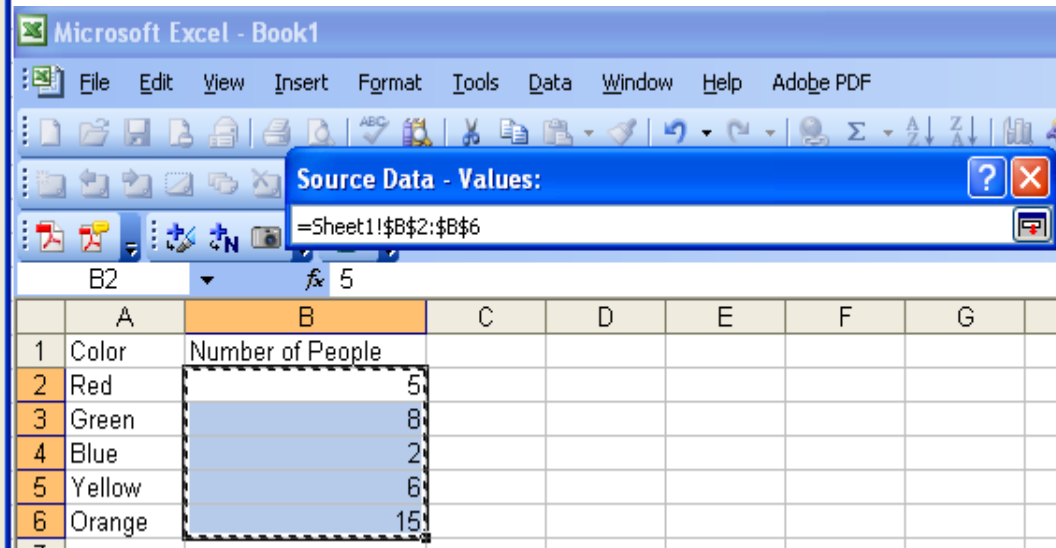 Microsoft Excel - Book1
File Edit View Insert Format Tools Data Window Help Adobe PDF
ABC Σ A Z Z A
Source Data - Values: ?
=Sheet1!$B$2:$B$6
N
B2 fx 5
A B C D E F G
1 Color Number of People
2 Red 5
3 Green 8
4 Blue 2
5 Yellow 6
6 Orange 15